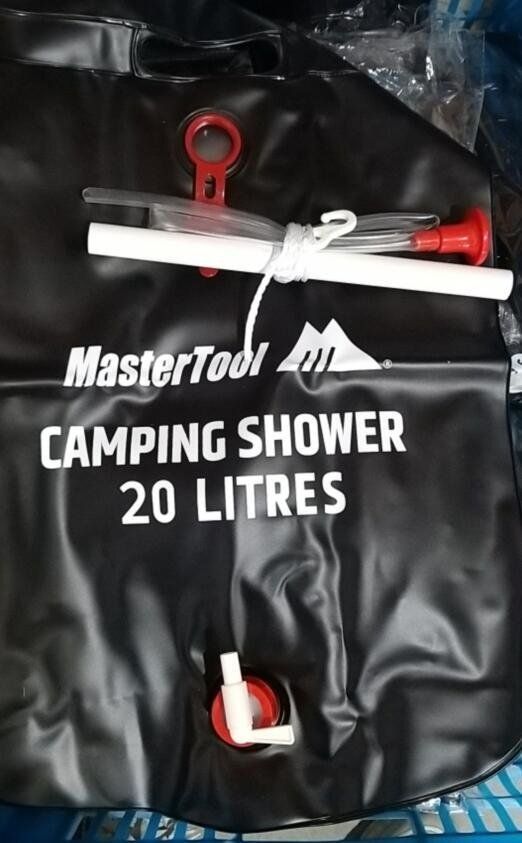 MasterTool ®
CAMPING SHOWER
20 LITRES